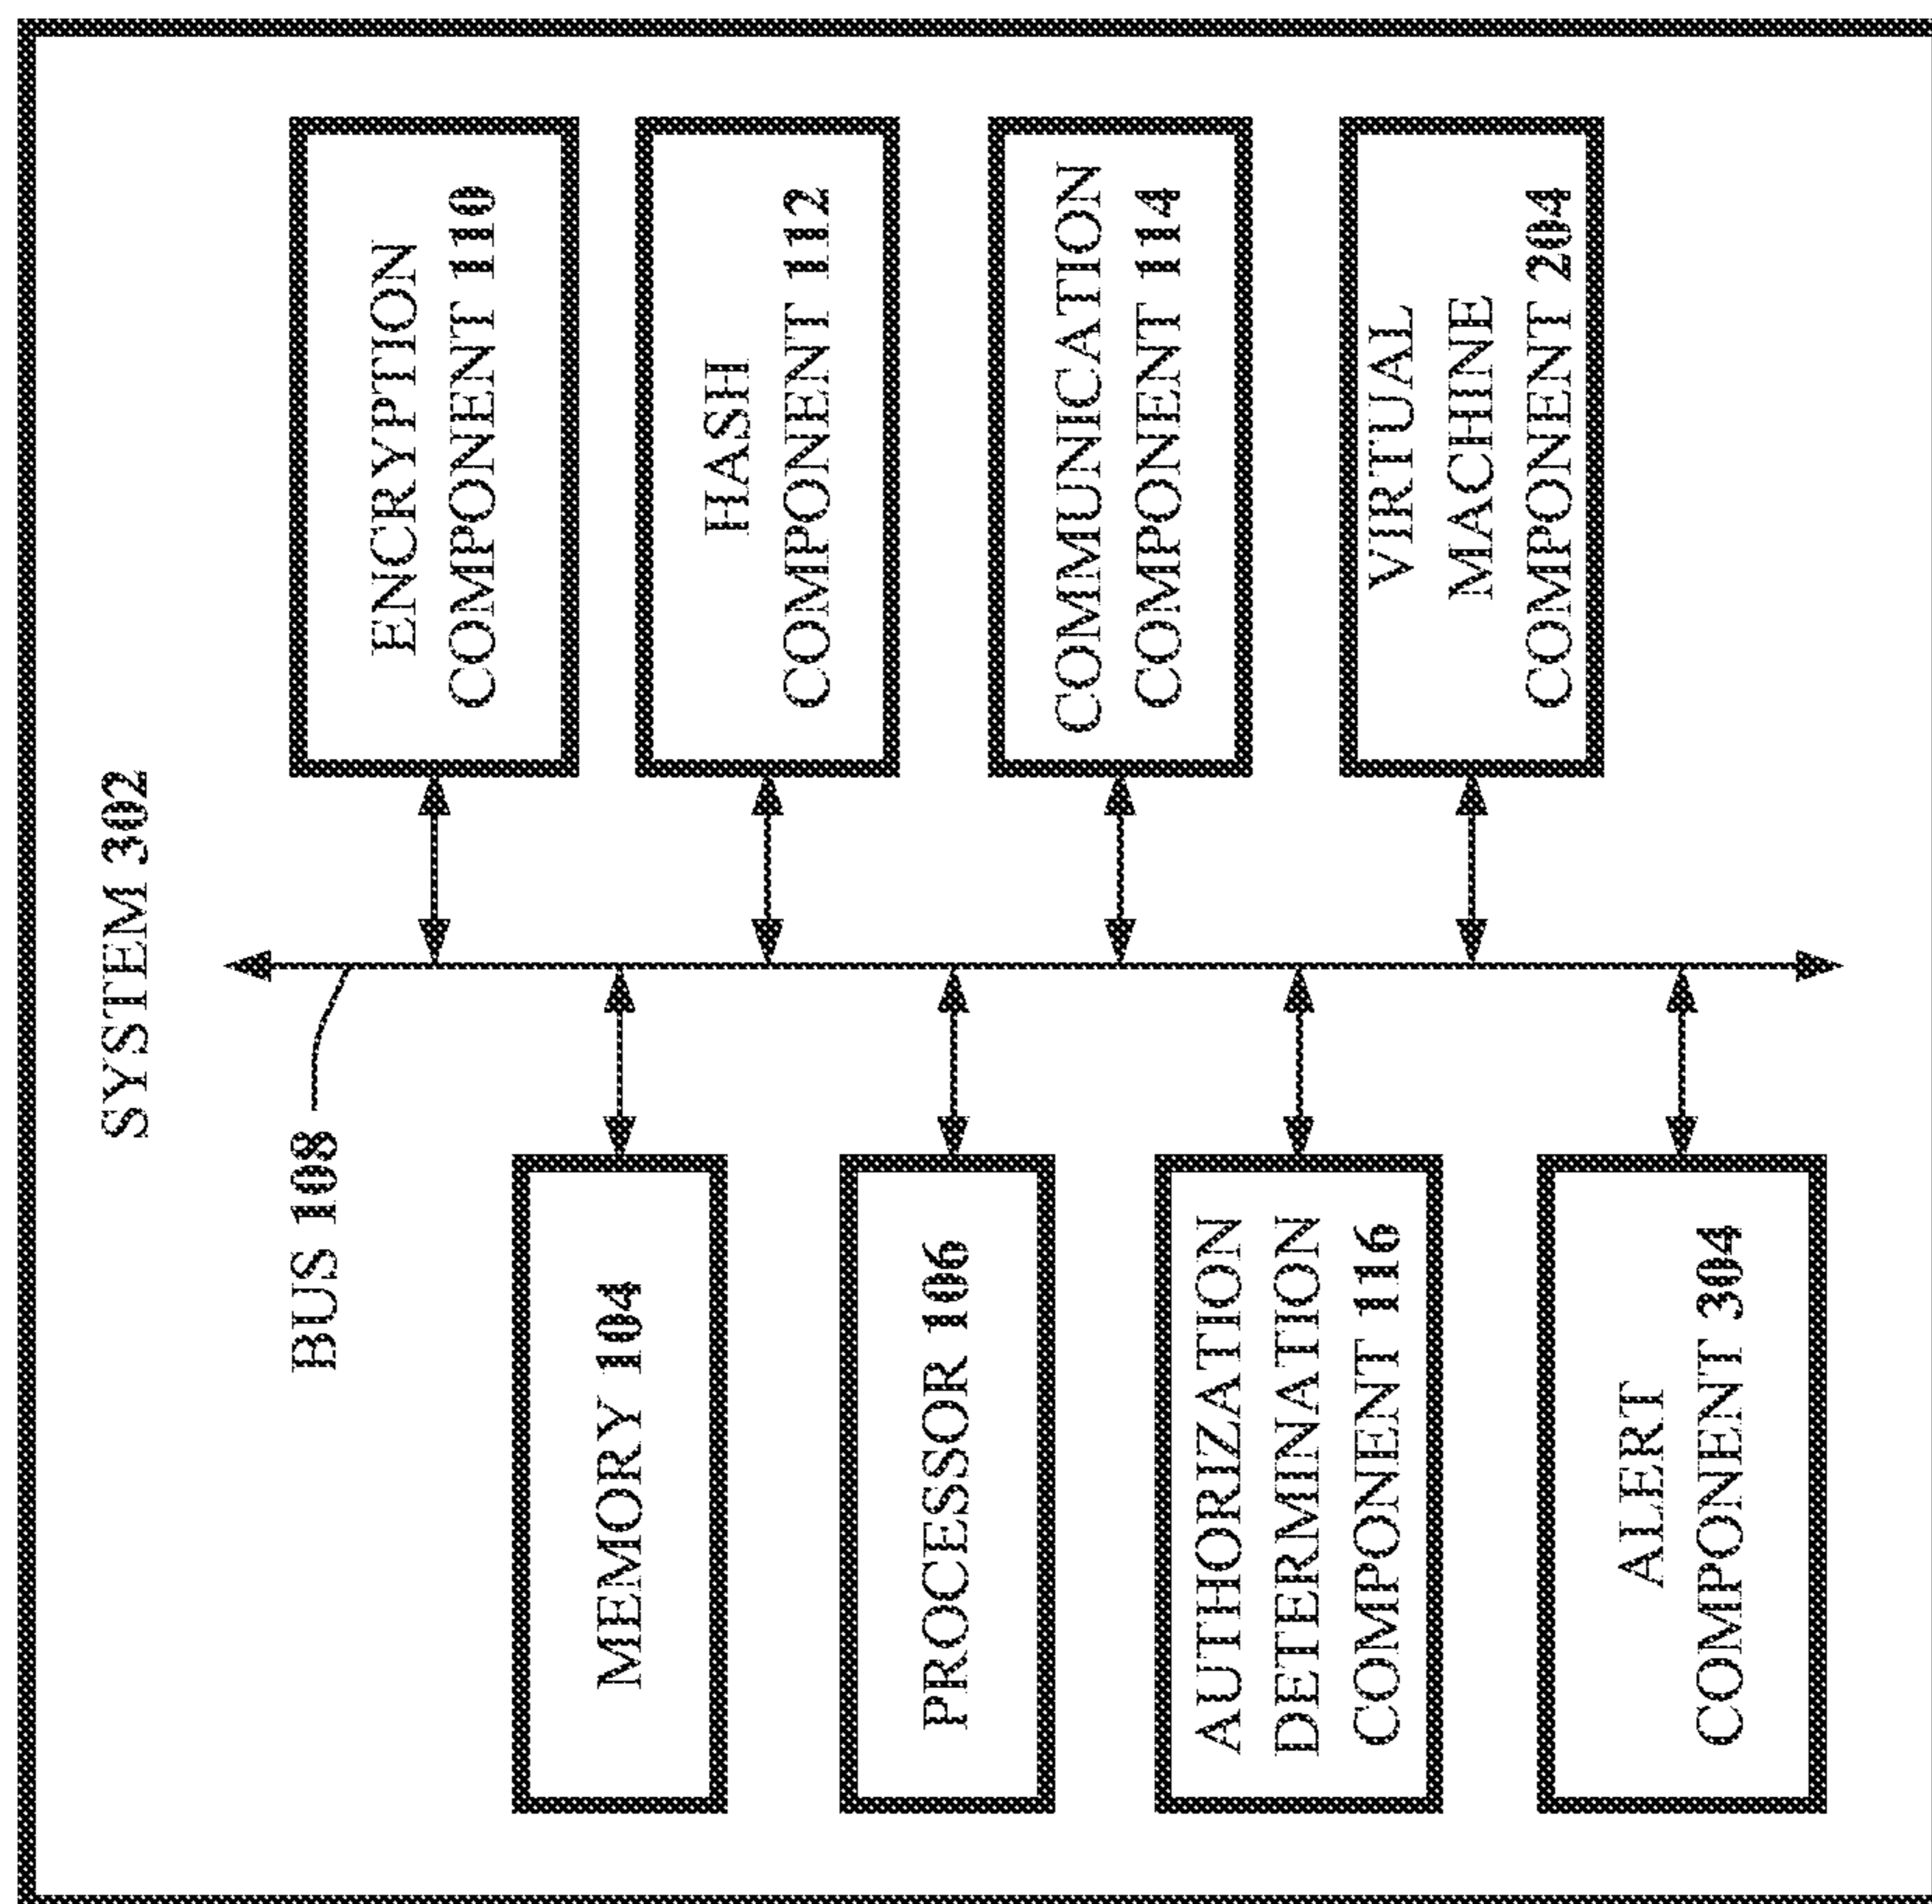 SYSTEM 302
BUS 108
MEMORY 104
PROCESSOR 106
AUTHORIZATION
DETERMINATION
COMPONENT 116
ALERT
COMPONENT 304
ENCRYPTION
COMPONENT 110
HASH
COMPONENT 112
COMMUNICATION
COMPONENT 114
VIRTUAL
MACHINE
COMPONENT 204